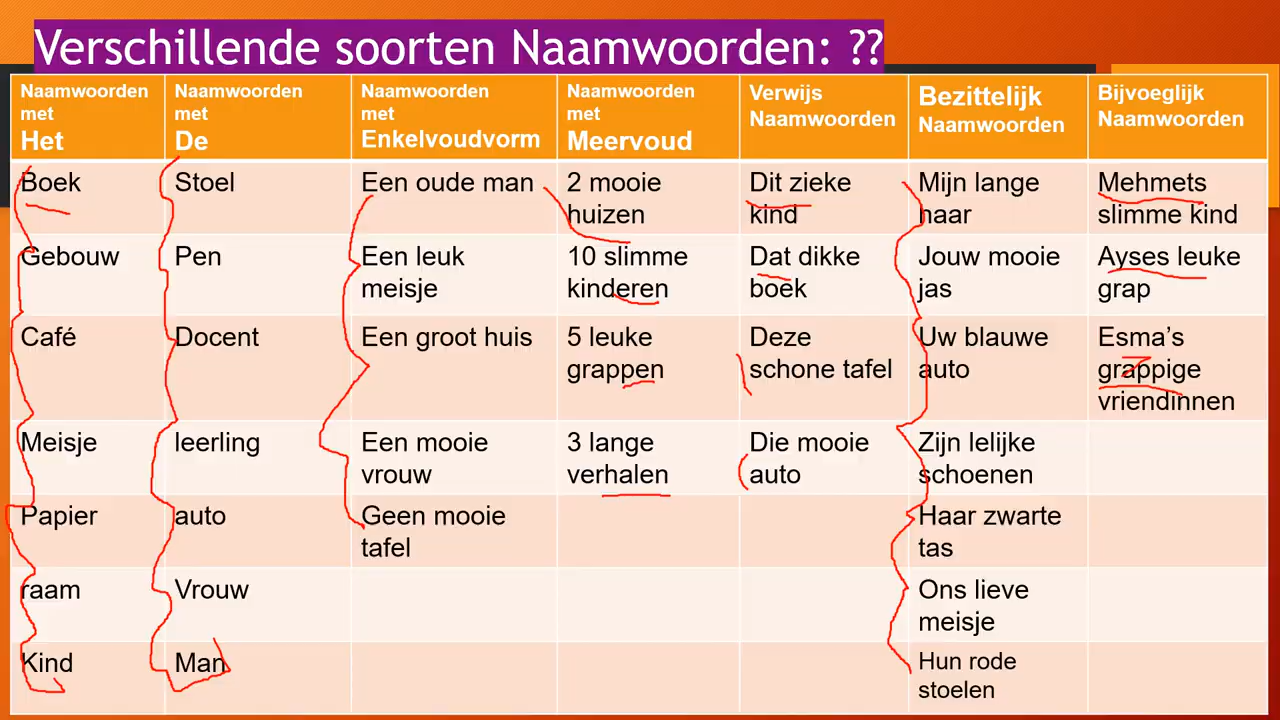 Verschillende soorten Naamwoorden: ??
Naamwoorden
met
Het
Naamwoorden
met
De
Naamwoorden
met
Enkelvoudvorm
Naamwoorden
met
Meervoud
Verwijs
Naamwoorden
Bezittelijk
Naamwoorden
Bijvoeglijk
Naamwoorden
Boek
Stoel
Een oude man
2 mooie
huizen
Dit zieke
kind
Mijn lange
haar
Mehmets
slimme kind
Gebouw
Pen
Een leuk
meisje
10 slimme
kinderen
Dat dikke
boek
Jouw mooie
jas
Ayses leuke
grap
Café
Docent
Een groot huis
5 leuke
grappen
Deze
schone tafel
Uw blauwe
auto
Esma’s
grappige
vriendinnen
Meisje
leerling
Een mooie
vrouw
3 lange
verhalen
Die mooie
auto
Zijn lelijke
schoenen
Papier
auto
Geen mooie
tafel
Haar zwarte
tas
raam
Vrouw
Ons lieve
meisje
Kind
Man
Hun rode
stoelen